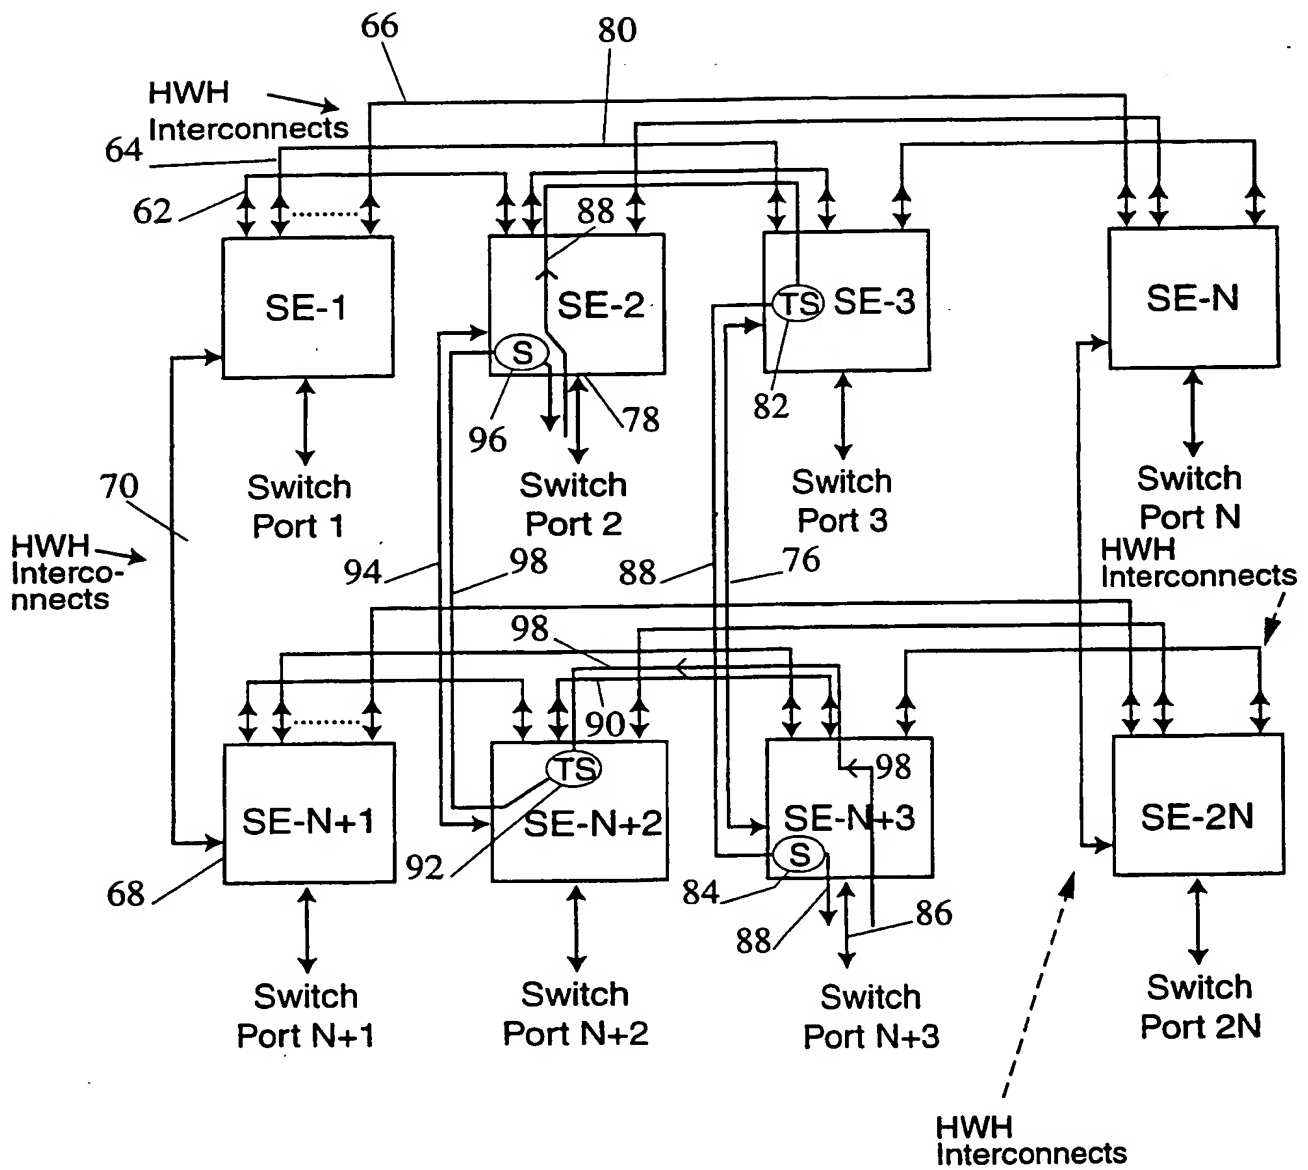 66
80
HWH
Interconnects
64
62
88
SE-1
SE-2
TS
SE-3
SE-N
S
96
78
82
Switch
Port 1
Switch
Port 2
Switch
Port 3
Switch
Port N
70
HWH
Interco-
nnects
94
98
88
76
HWH
Interconnects
98
90
TS
98
SE-N+1
SE-N+2
SE-N+3
SE-2N
S
68
92
84
88
86
Switch
Port N+1
Switch
Port N+2
Switch
Port N+3
Switch
Port 2N
HWH
Interconnects